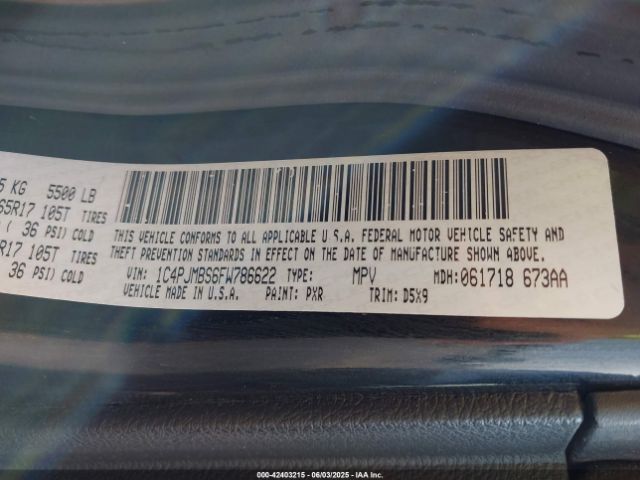 5 KG 5500 LB
65R17 105T TIRES
( 36 PSI) COLD
R17 105T TIRES
36 PSI) COLD
THIS VEHICLE CONFORMS TO ALL APPLICABLE U.S.A. FEDERAL MOTOR VEHICLE SAFETY AND
THEFT PREVENTION STANDARDS IN EFFECT ON THE DATE OF MANUFACTURE SHOWN ABOVE.
VIN: 1C4PJMBS6FW786622 TYPE: MPV MDH: 061718 673AA
VEHICLE MADE IN U.S.A. PAINT: PXR TRIM: D5X9
000-42403215 - 06/03/2025 - IAA Inc.